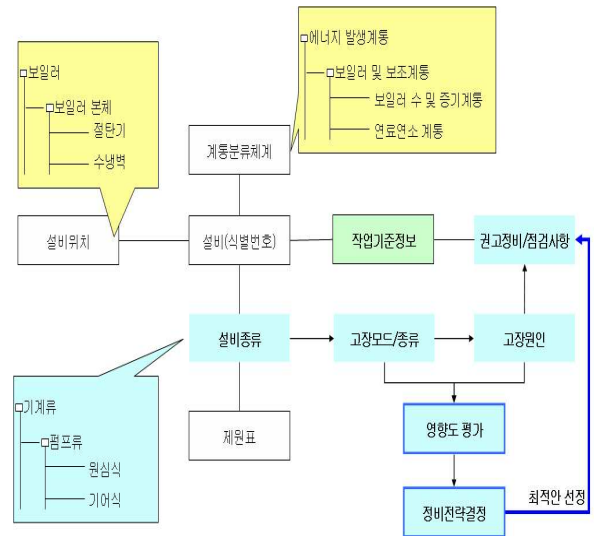 보일러
보일러 본체
절탄기
수냉벽
에너지 발생계통
보일러 및 보조계통
보일러 수 및 증기계통
연료연소 계통
계통분류체계
설비위치
설비(식별번호)
작업기준정보
권고정비/점검사항
설비종류
고장모드/종류
고장원인
기계류
펌프류
원심식
기어식
제원표
영향도 평가
정비전략결정
최적안 선정